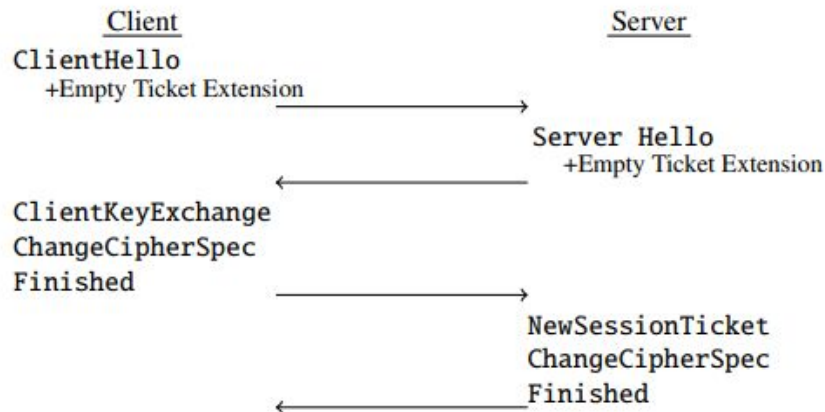 Client Server
ClientHello
+Empty Ticket Extension
Server Hello
+Empty Ticket Extension
ClientKeyExchange
ChangeCipherSpec
Finished
NewSessionTicket
ChangeCipherSpec
Finished